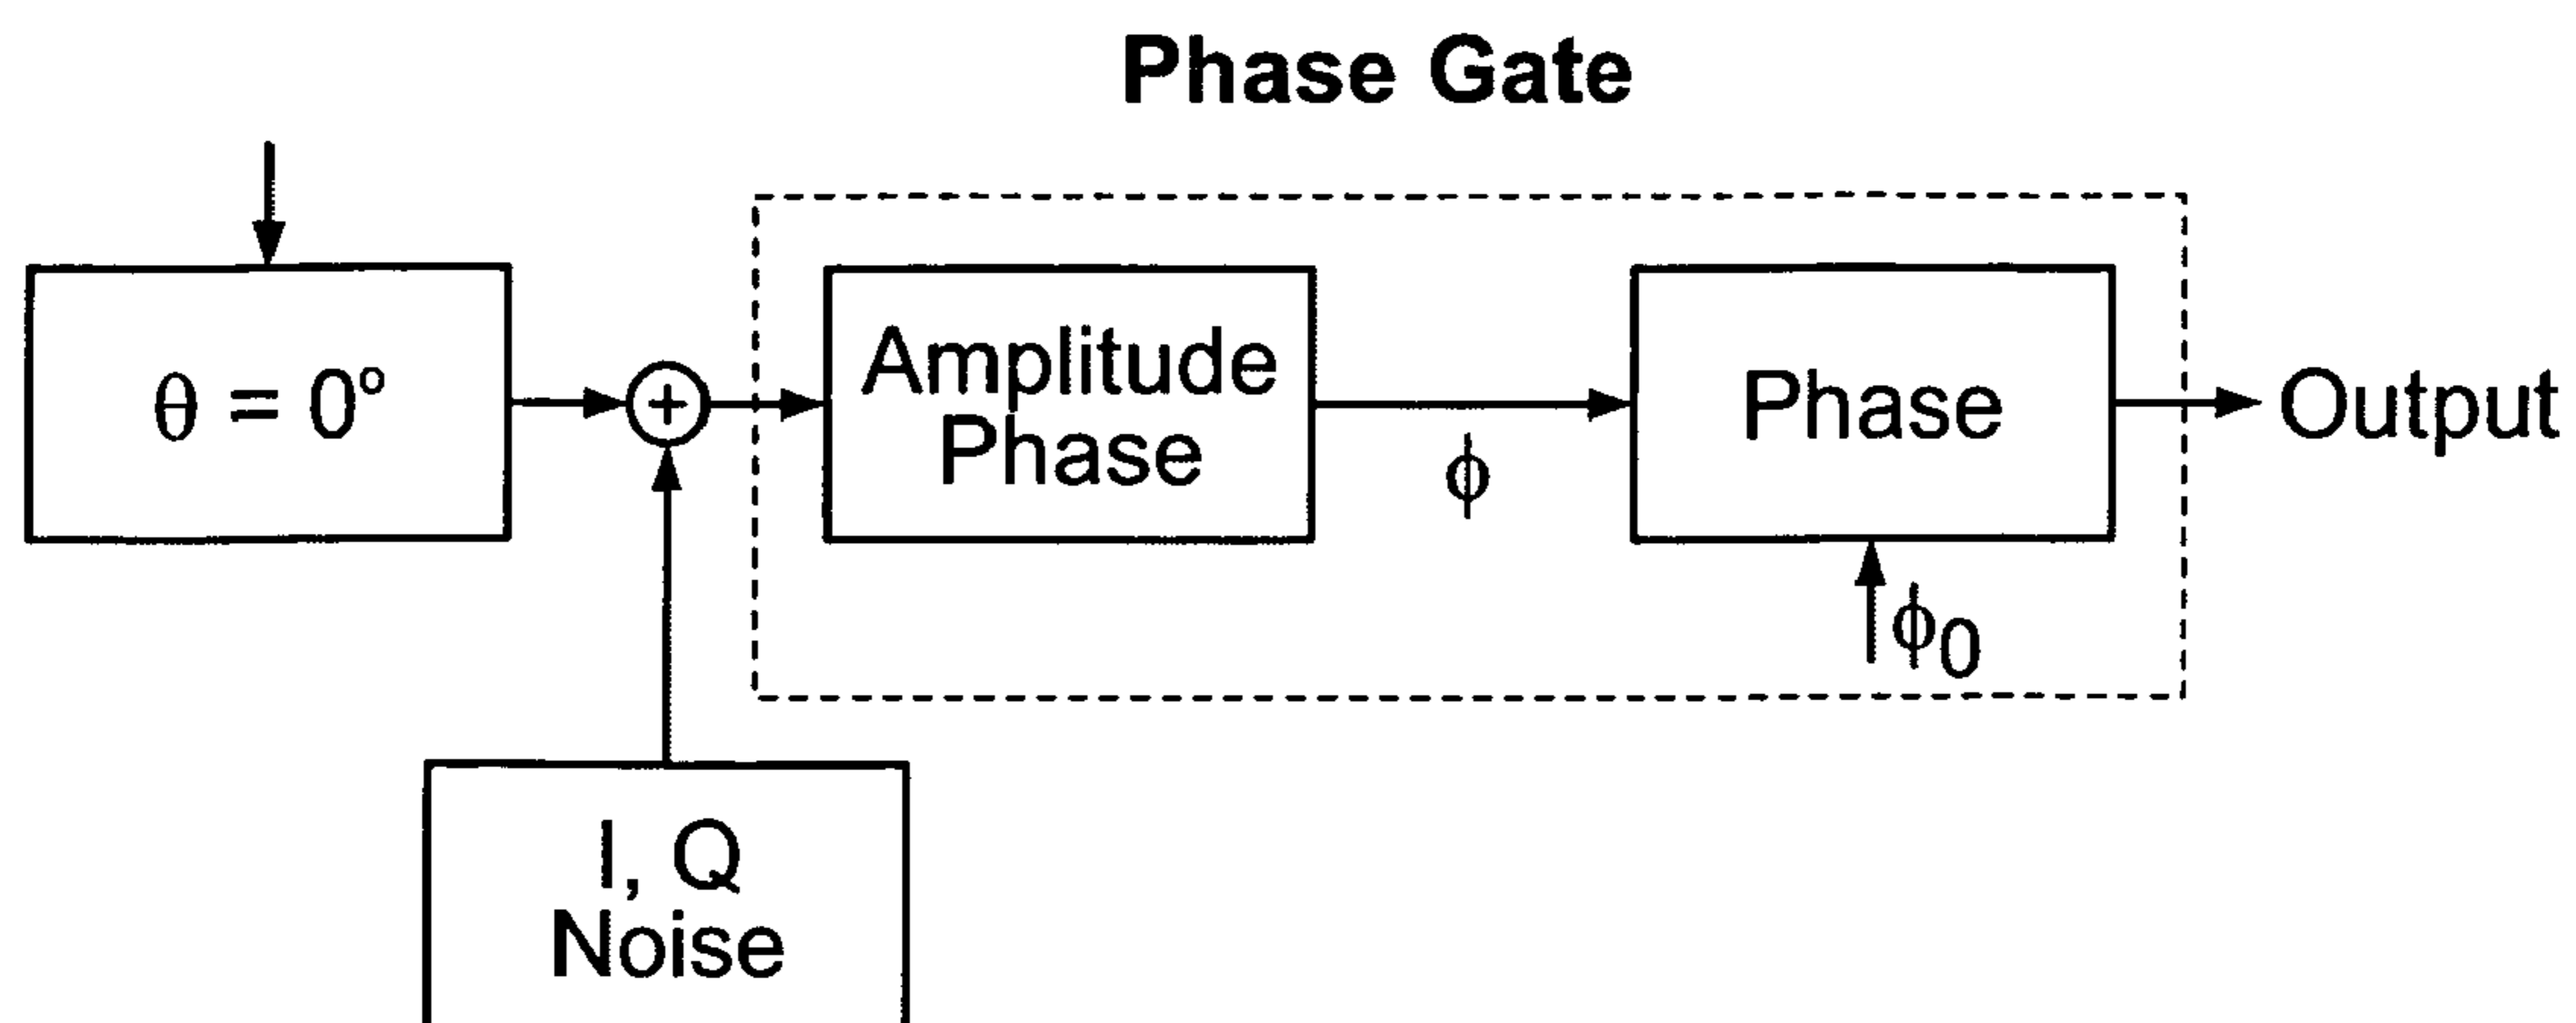 Phase Gate
θ = 0°
+
Amplitude
Phase
ϕ
Phase
Output
ϕ0
I, Q
Noise